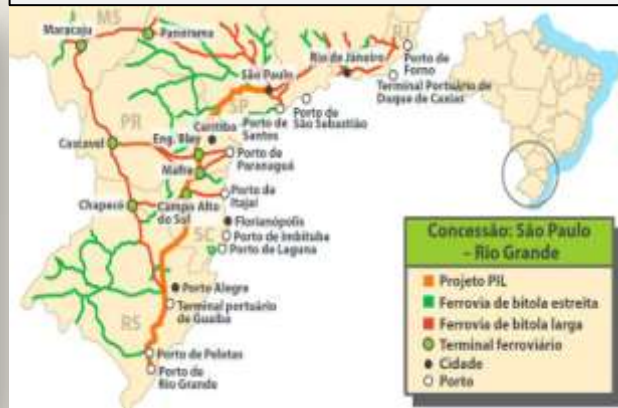 MS
Maracaju
Panorama
São Paulo
SP
Rio de Janeiro
RJ
Porto de
Forno
Terminal Portuário de
Duque de Caxias
Porto de
São Sebastião
Porto de
Santos
PR
Cascavel
Curitiba
Eng. Bley
Porto de
Paranaguá
Mafra
Porto de
Itajaí
Chapecó
Campo Alto
do Sol
Florianópolis
SC
Porto de Imbituba
Porto de Laguna
Porto Alegre
Terminal portuário
de Guaíba
RS
Porto de Pelotas
Porto de
Rio Grande
Concessão: São Paulo
– Rio Grande
Projeto PIL
Ferrovia de bitola estreita
Ferrovia de bitola larga
Terminal ferroviário
Cidade
Porto